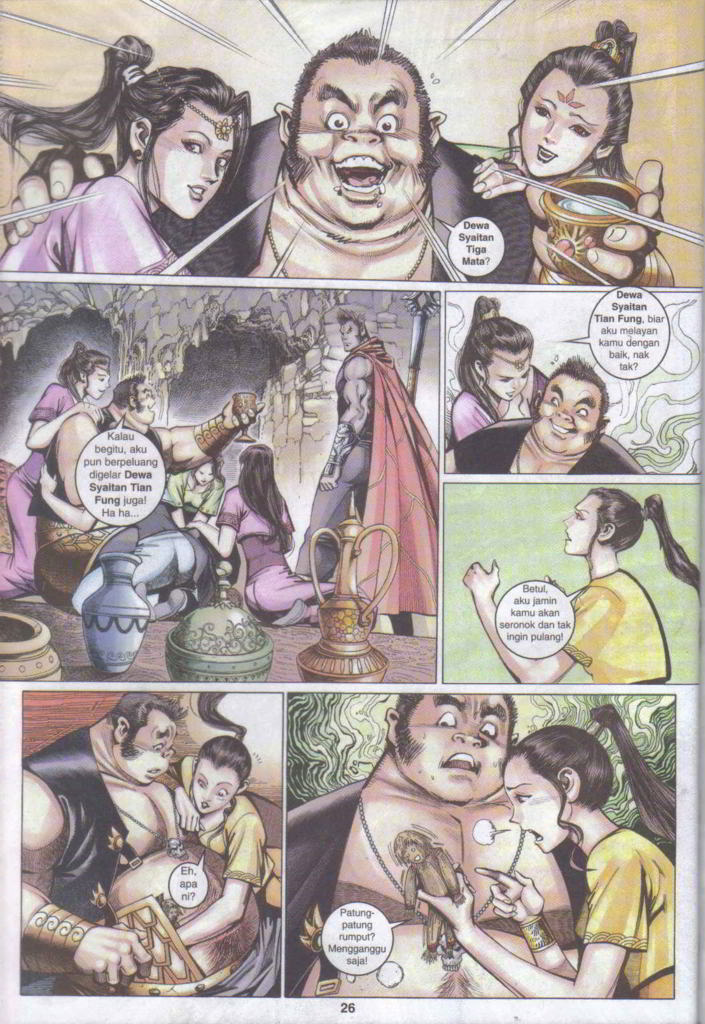 Dewa
Syaitan
Tiga
Mata?
Kalau
begitu, aku
pun berpeluang
digelar Dewa
Syaitan Tian
Fung juga!
Ha ha...
Dewa
Syaitan
Tian Fung, biar
aku melayan
kamu dengan
baik, nak
tak?
Betul,
aku jamin
kamu akan
seronok dan tak
ingin pulang!
Eh,
apa
ni?
Patung-
patung
rumput?
Mengganggu
saja!
26